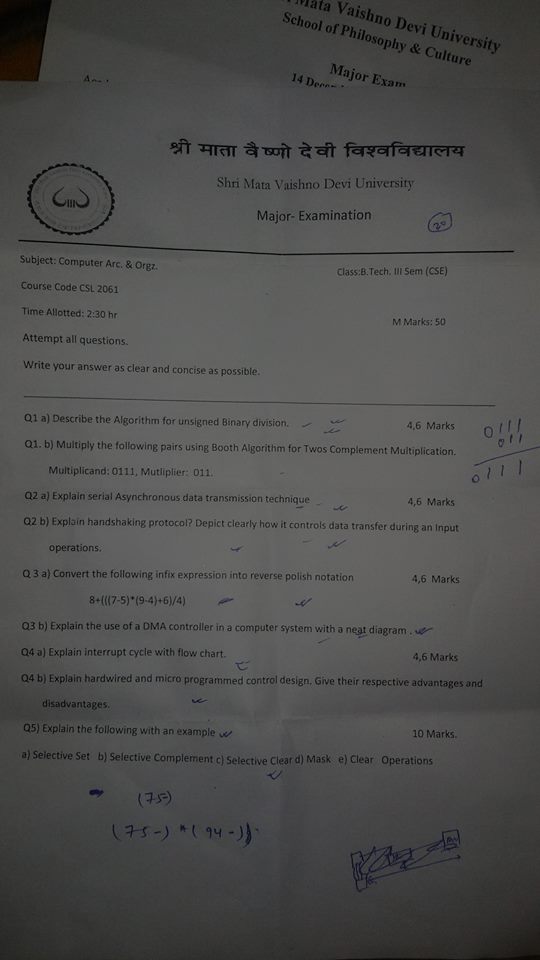 Mata Vaishno Devi University
School of Philosophy & Culture
Major Exam
14
श्री माता वैष्णो देवी विश्वविद्यालय
Shri Mata Vaishno Devi University
Major- Examination
20
Subject: Computer Arc. & Orgz.
Class:B.Tech. III Sem (CSE)
Course Code CSL 2061
Time Allotted: 2:30 hr
M Marks: 50
Attempt all questions.
Write your answer as clear and concise as possible.
Q1 a) Describe the Algorithm for unsigned Binary division. 4,6 Marks
Q1. b) Multiply the following pairs using Booth Algorithm for Twos Complement Multiplication.
Multiplicand: 0111, Mutliplier: 011.
0111
011
0111
Q2 a) Explain serial Asynchronous data transmission technique 4,6 Marks
Q2 b) Explain handshaking protocol? Depict clearly how it controls data transfer during an Input
operations.
Q 3 a) Convert the following infix expression into reverse polish notation 4,6 Marks
8+(((7-5)*(9-4)+6)/4)
Q3 b) Explain the use of a DMA controller in a computer system with a neat diagram .
Q4 a) Explain interrupt cycle with flow chart. 4,6 Marks
Q4 b) Explain hardwired and micro programmed control design. Give their respective advantages and
disadvantages.
Q5) Explain the following with an example 10 Marks.
a) Selective Set b) Selective Complement c) Selective Clear d) Mask e) Clear Operations
(75-)
(75-) * (94-))